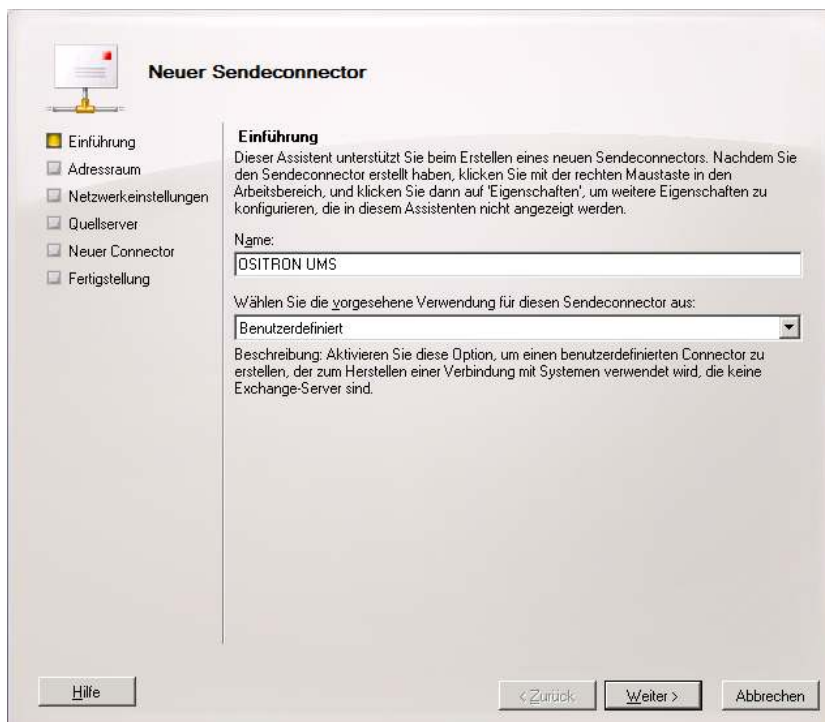 Neuer Sendeconnector
Einführung
Adressraum
Netzwerkeinstellungen
Quellserver
Neuer Connector
Fertigstellung
Einführung
Dieser Assistent unterstützt Sie beim Erstellen eines neuen Sendeconnectors. Nachdem Sie
den Sendeconnector erstellt haben, klicken Sie mit der rechten Maustaste in den
Arbeitsbereich, und klicken Sie dann auf 'Eigenschaften', um weitere Eigenschaften zu
konfigurieren, die in diesem Assistenten nicht angezeigt werden.
Name:
OSITRON UMS
Wählen Sie die vorgesehene Verwendung für diesen Sendeconnector aus:
Benutzerdefiniert
Beschreibung: Aktivieren Sie diese Option, um einen benutzerdefinierten Connector zu
erstellen, der zum Herstellen einer Verbindung mit Systemen verwendet wird, die keine
Exchange-Server sind.
Hilfe
< Zurück
Weiter >
Abbrechen